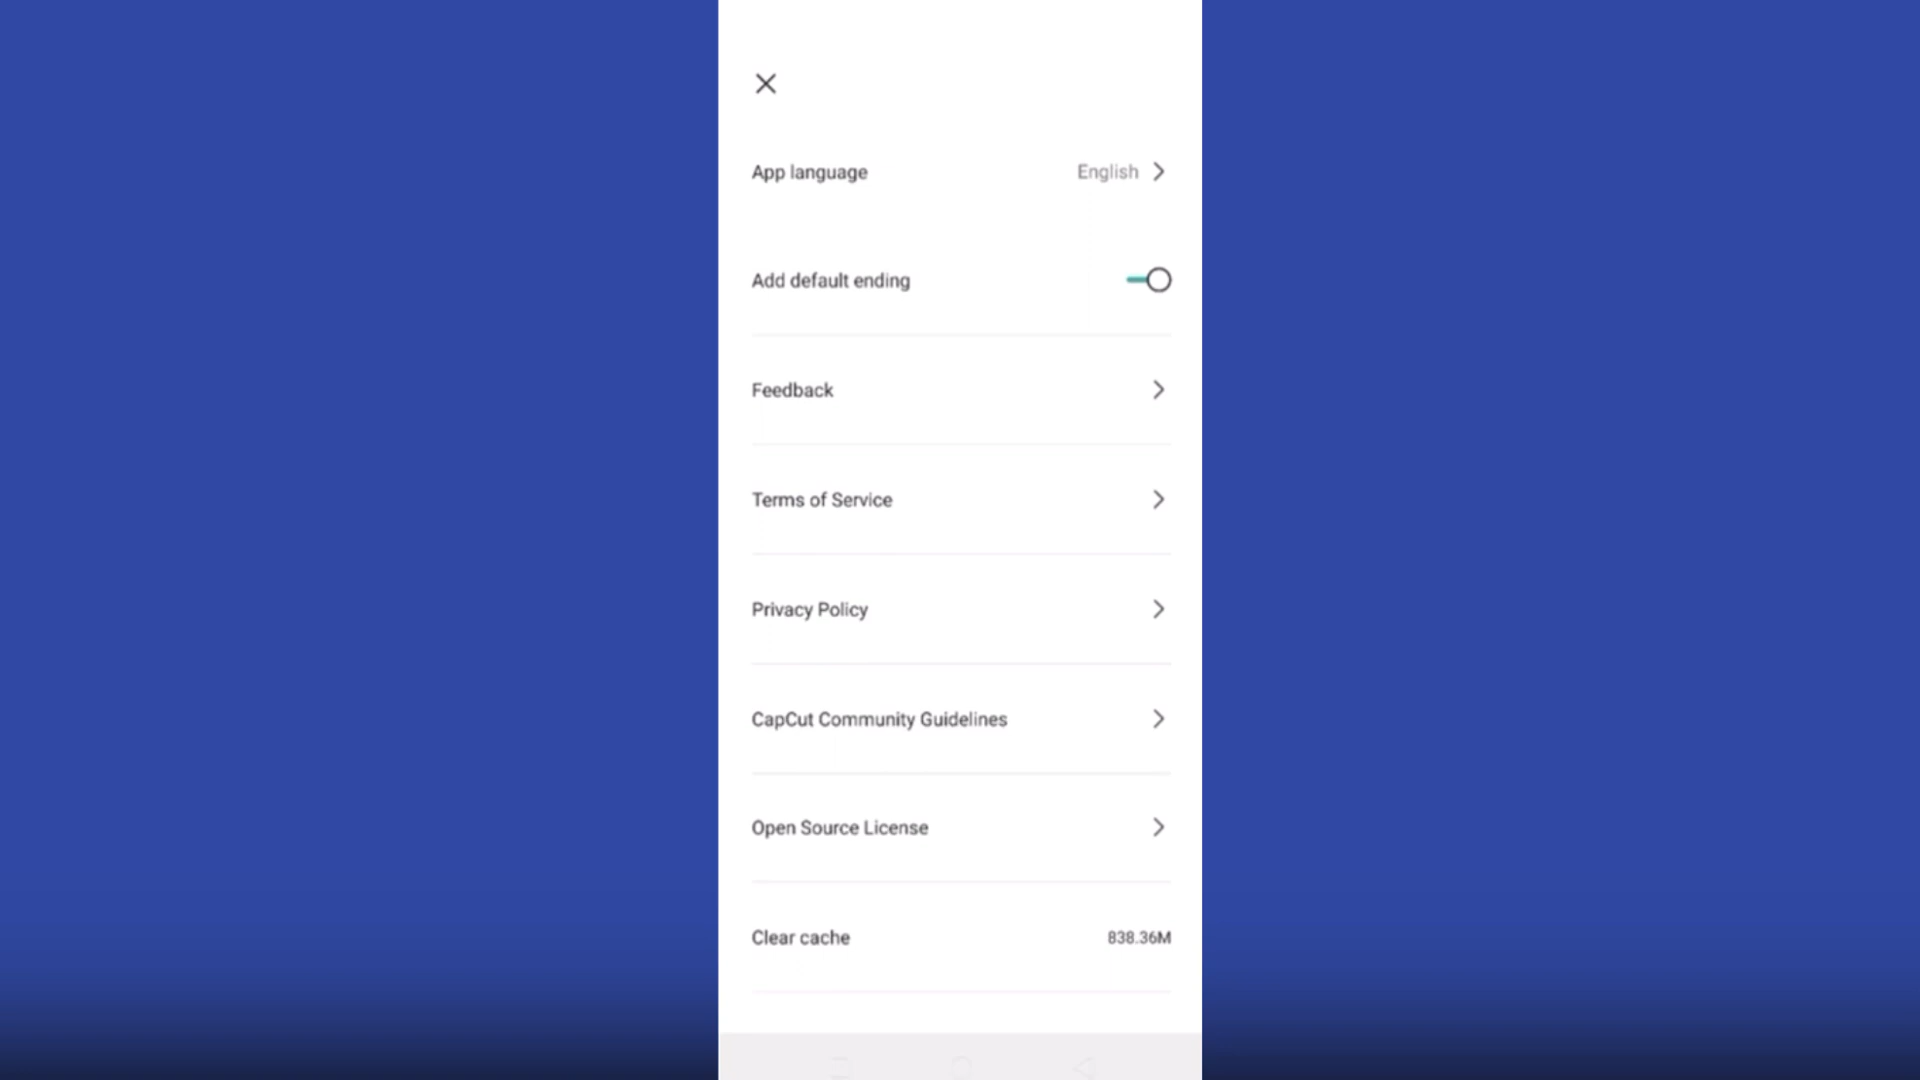 App language English
Add default ending
Feedback
Terms of Service
Privacy Policy
CapCut Community Guidelines
Open Source License
Clear cache 838.36M